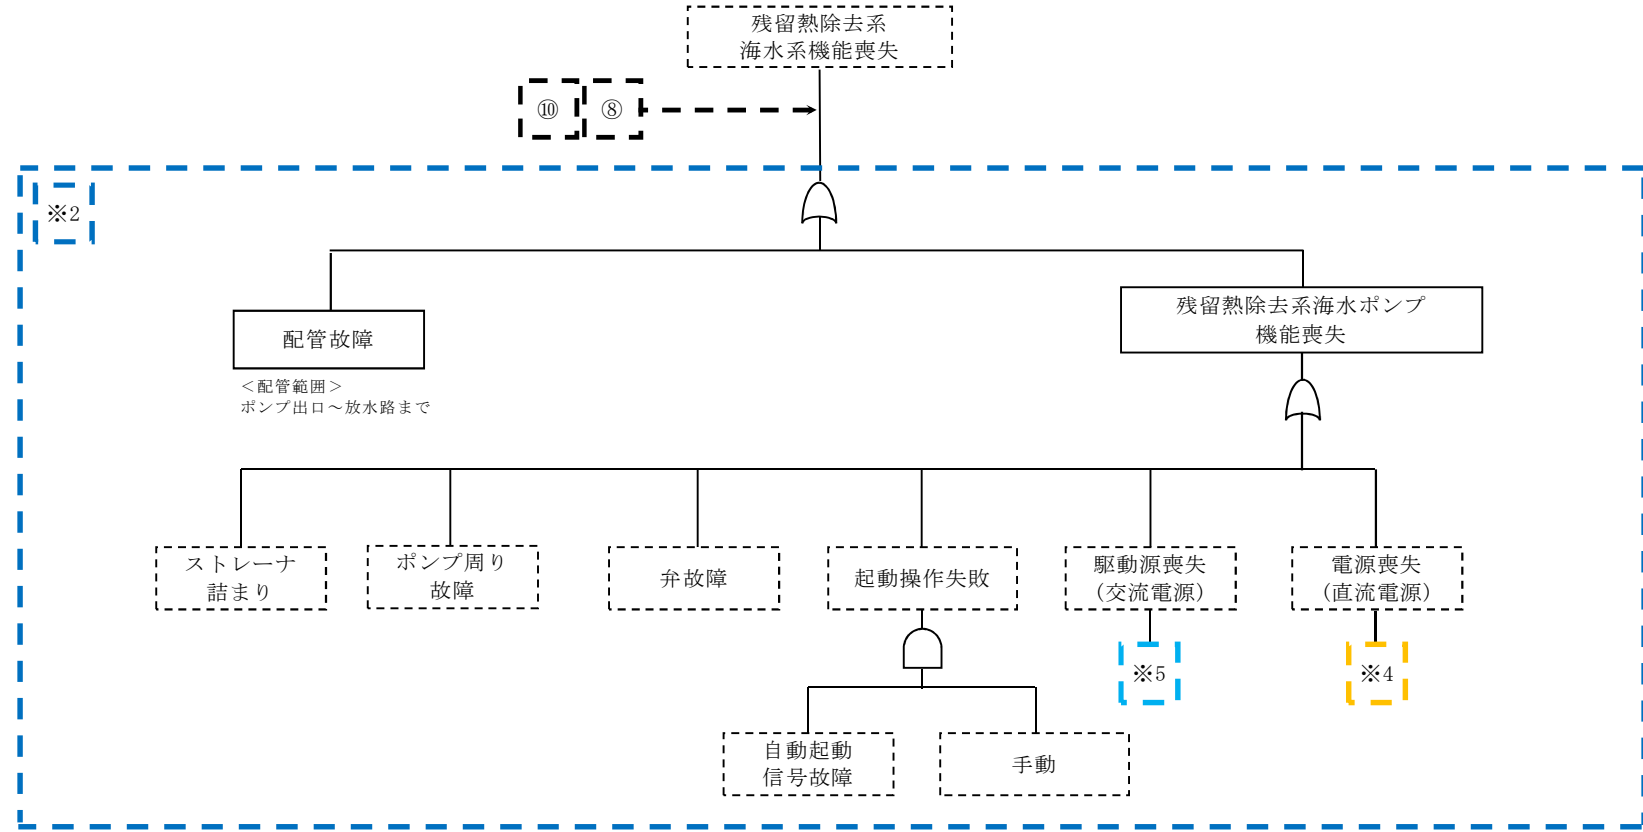 残留熱除去系
海水系機能喪失
⑩
⑧
※2
配管故障
＜配管範囲＞
ポンプ出口～放水路まで
残留熱除去系海水ポンプ
機能喪失
ストレーナ
詰まり
ポンプ周り
故障
弁故障
起動操作失敗
駆動源喪失
（交流電源）
電源喪失
（直流電源）
※5
※4
自動起動
信号故障
手動